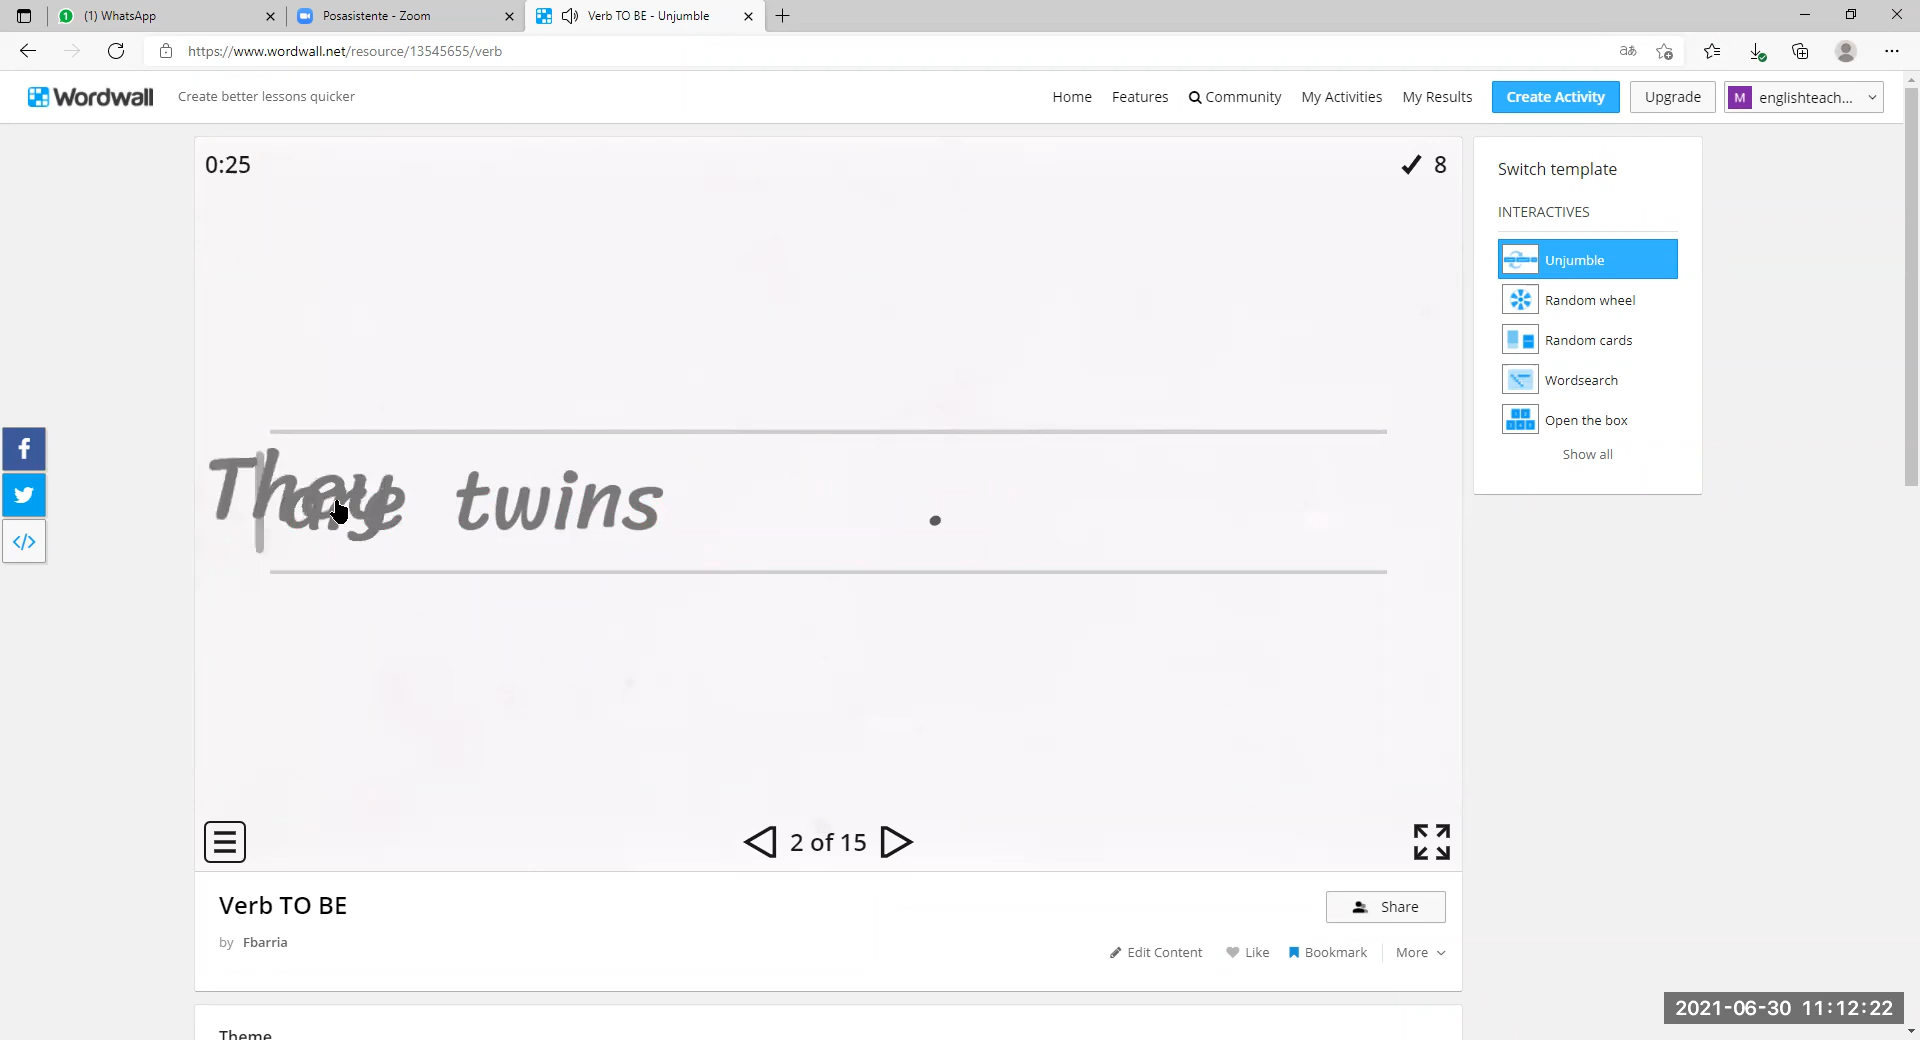 (1) WhatsApp
Posasistente - Zoom
Verb TO BE - Unjumble
https://www.wordwall.net/resource/13545655/verb
Wordwall
Create better lessons quicker
Home
Features
Community
My Activities
My Results
Create Activity
Upgrade
M englishteach...
0:25
8
They are twins .
2 of 15
Switch template
INTERACTIVES
Unjumble
Random wheel
Random cards
Wordsearch
Open the box
Show all
Verb TO BE
by Fbarria
Share
Edit Content
Like
Bookmark
More
Theme
2021-06-30 11:12:22